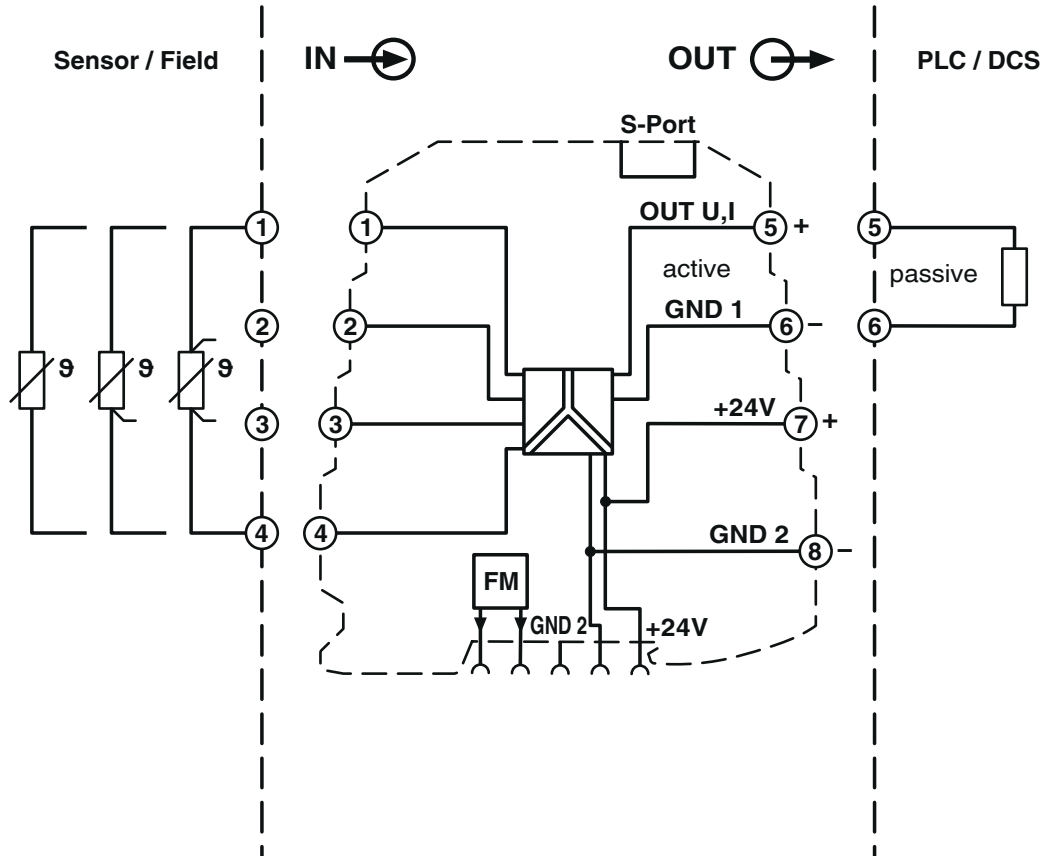 Sensor / Field
IN
OUT
PLC / DCS
S-Port
1
1
OUT U,I
5 +
5
active
passive
2
2
GND 1
6 –
6
ϑ
ϑ
ϑ
3
3
+24V
7 +
4
4
GND 2
8 –
FM
GND 2
+24V